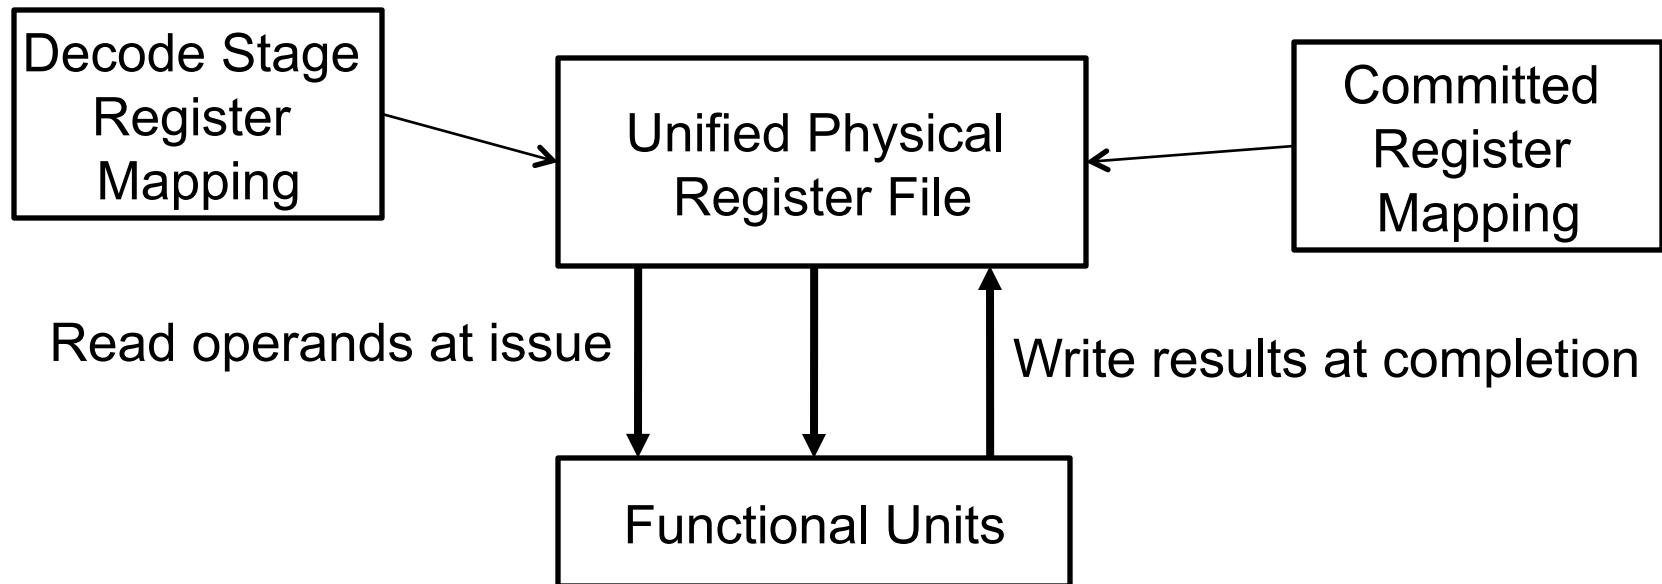 Decode Stage
Register
Mapping
Unified Physical
Register File
Committed
Register
Mapping
Read operands at issue
Write results at completion
Functional Units